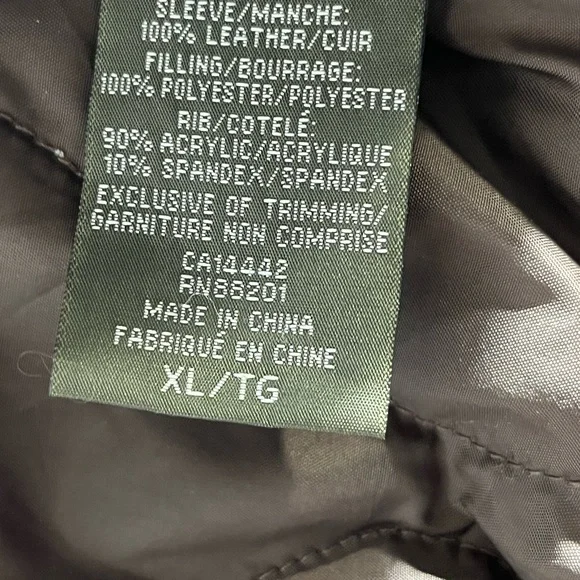 SLEEVE/MANCHE:
100% LEATHER/CUIR
FILLING/BOURRAGE:
100% POLYESTER/POLYESTER
RIB/COTELÉ:
90% ACRYLIC/ACRYLIQUE
10% SPANDEX/SPANDEX
EXCLUSIVE OF TRIMMING/
GARNITURE NON COMPRISE
CA14442
RN88201
MADE IN CHINA
FABRIQUÉ EN CHINE
XL/TG